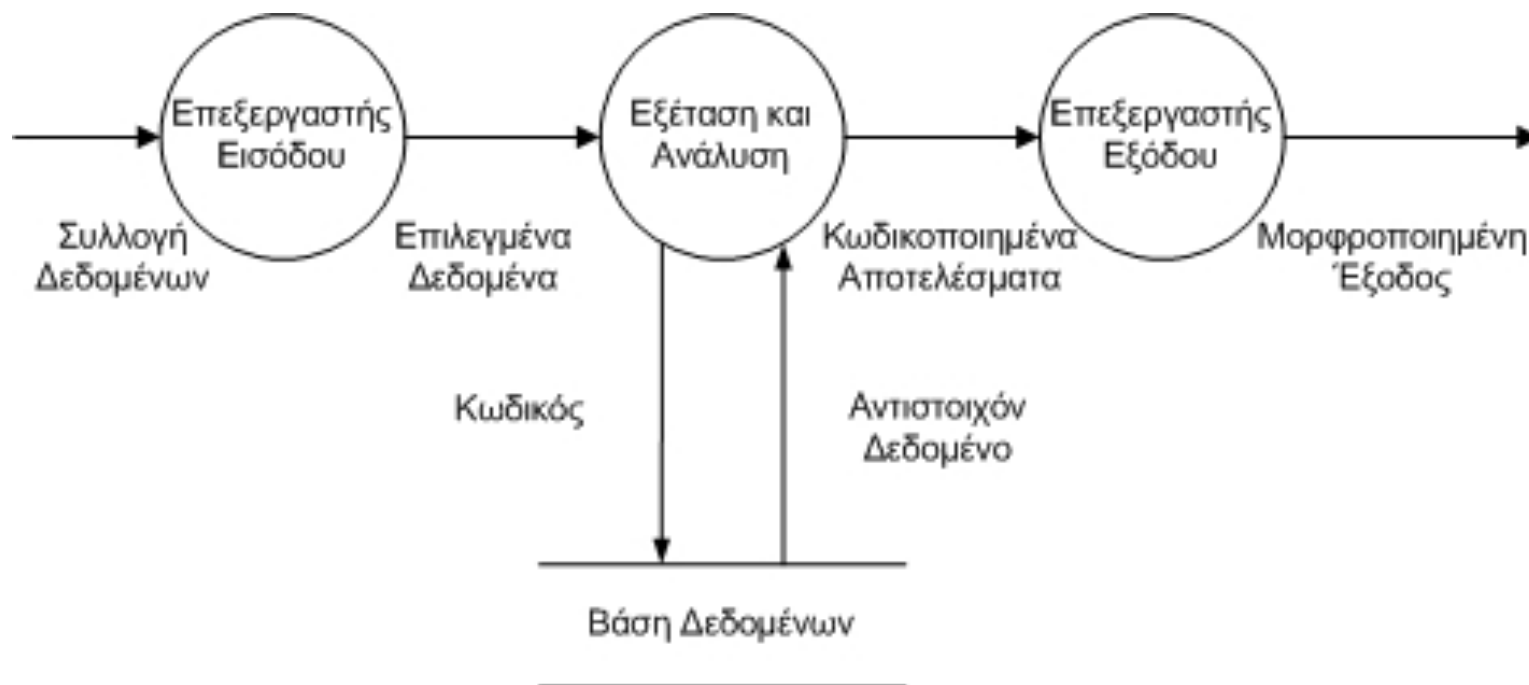 Επεξεργαστής
Εισόδου
Εξέταση και
Ανάλυση
Επεξεργαστής
Εξόδου
Συλλογή
Δεδομένων
Επιλεγμένα
Δεδομένα
Κωδικοποιημένα
Αποτελέσματα
Μορφροποιημένη
Έξοδος
Κωδικός
Αντιστοιχόν
Δεδομένο
Βάση Δεδομένων